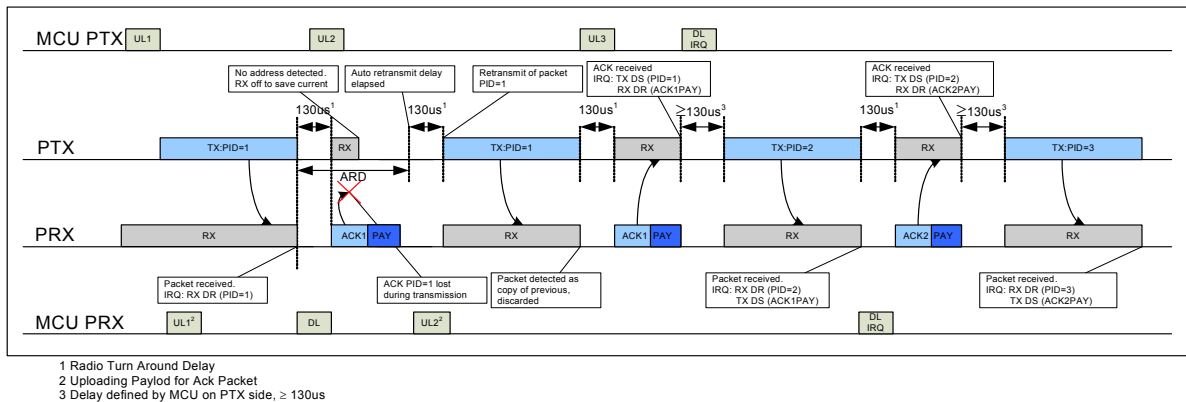 MCU PTX
UL1
UL2
UL3
DL
IRQ
No address detected.
RX off to save current
Auto retransmit delay
elapsed
Retransmit of packet
PID=1
ACK received
IRQ: TX DS (PID=1)
RX DR (ACK1PAY)
ACK received
IRQ: TX DS (PID=2)
RX DR (ACK2PAY)
130us1
130us1
130us1
≥130us3
130us1
≥130us3
PTX
TX:PID=1
RX
TX:PID=1
RX
TX:PID=2
RX
TX:PID=3
ARD
PRX
RX
ACK1 PAY
RX
ACK1 PAY
RX
ACK2 PAY
RX
Packet received.
IRQ: RX DR (PID=1)
ACK PID=1 lost
during transmission
Packet detected as
copy of previous,
discarded
Packet received.
IRQ: RX DR (PID=2)
TX DS (ACK1PAY)
Packet received.
IRQ: RX DR (PID=3)
TX DS (ACK2PAY)
MCU PRX
UL12
DL
UL22
DL
IRQ
1 Radio Turn Around Delay
2 Uploading Paylod for Ack Packet
3 Delay defined by MCU on PTX side, ≥ 130us